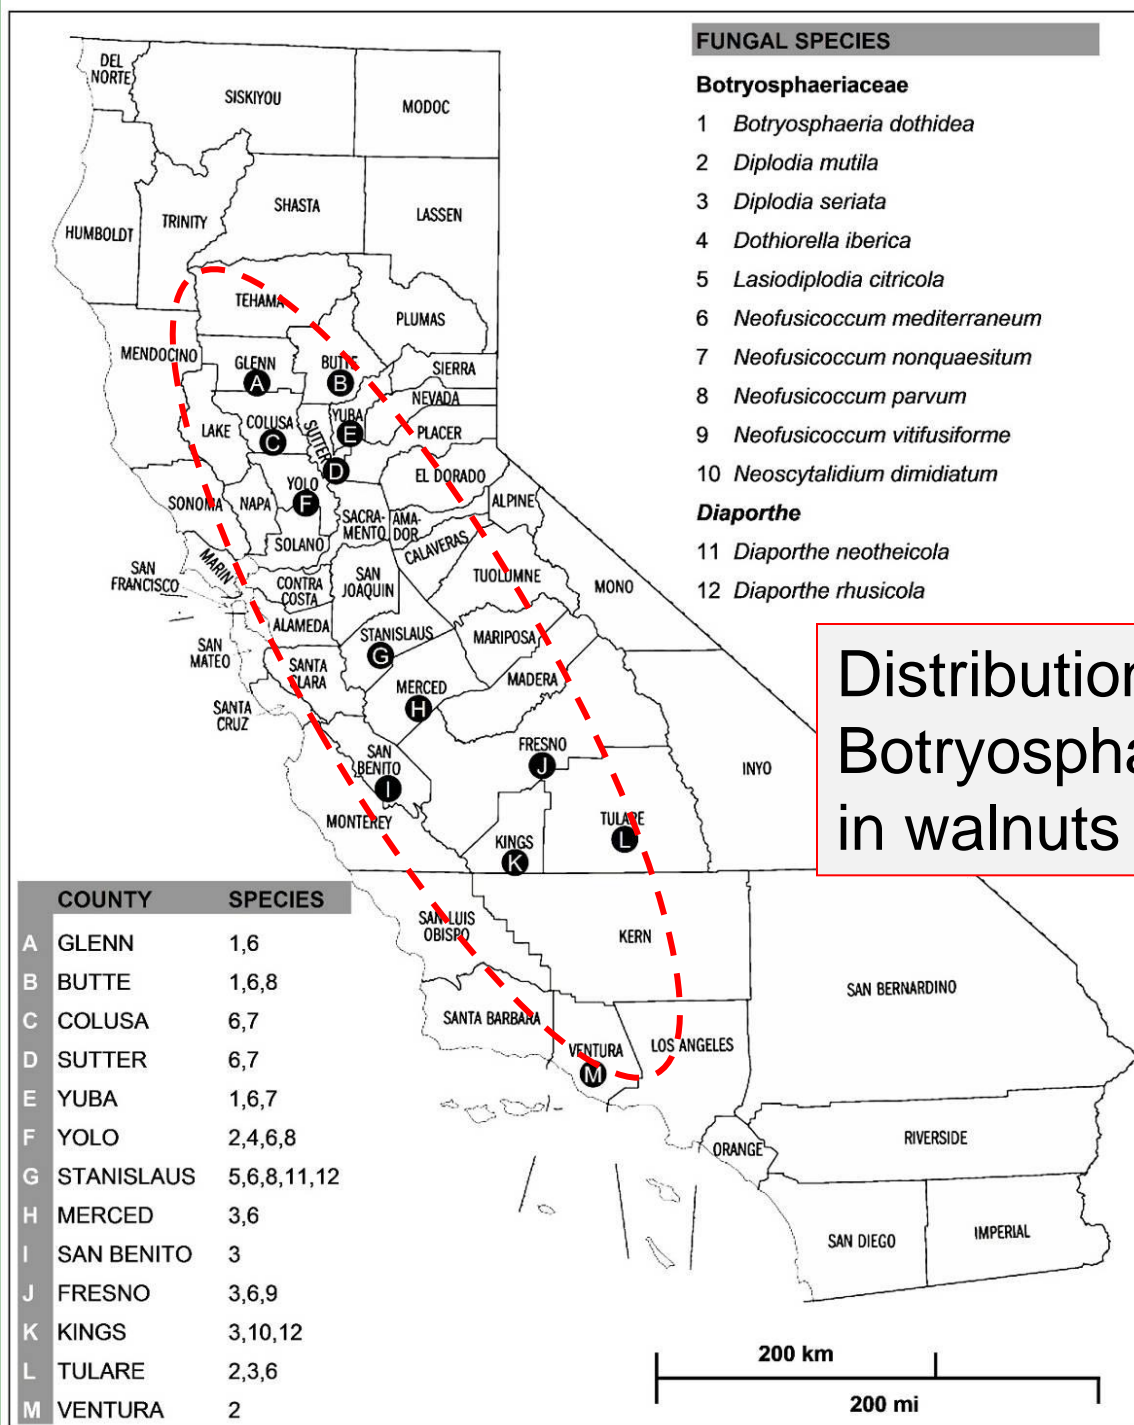 FUNGAL SPECIES
Botryosphaeriaceae
1 Botryosphaeria dothidea
2 Diplodia mutila
3 Diplodia seriata
4 Dothiorella iberica
5 Lasiodiplodia citricola
6 Neofusicoccum mediterraneum
7 Neofusicoccum nonquaesitum
8 Neofusicoccum parvum
9 Neofusicoccum vitifusiforme
10 Neoscytalidium dimidiatum
Diaporthe
11 Diaporthe neotheicola
12 Diaporthe rhusicola
Distribution
Botryospha
in walnuts
DEL
NORTE
SISKIYOU
MODOC
HUMBOLDT
TRINITY
SHASTA
LASSEN
TEHAMA
PLUMAS
MENDOCINO
GLENN
A
BUTTE
B
SIERRA
NEVADA
LAKE
COLUSA
C
SUTTER
D
YUBA
E
PLACER
SONOMA
NAPA
YOLO
F
EL DORADO
ALPINE
SACRA-
MENTO
AMA-
DOR
SOLANO
CALAVERAS
MARIN
SAN
FRANCISCO
CONTRA
COSTA
SAN
JOAQUIN
TUOLUMNE
MONO
ALAMEDA
STANISLAUS
G
MARIPOSA
SAN
MATEO
SANTA
CLARA
MERCED
H
MADERA
SANTA
CRUZ
SAN
BENITO
I
FRESNO
J
INYO
MONTEREY
KINGS
K
TULARE
L
SAN LUIS
OBISPO
KERN
SAN BERNARDINO
SANTA BARBARA
VENTURA
M
LOS ANGELES
ORANGE
RIVERSIDE
SAN DIEGO
IMPERIAL
COUNTY SPECIES
A GLENN 1,6
B BUTTE 1,6,8
C COLUSA 6,7
D SUTTER 6,7
E YUBA 1,6,7
F YOLO 2,4,6,8
G STANISLAUS 5,6,8,11,12
H MERCED 3,6
I SAN BENITO 3
J FRESNO 3,6,9
K KINGS 3,10,12
L TULARE 2,3,6
M VENTURA 2
200 km
200 mi